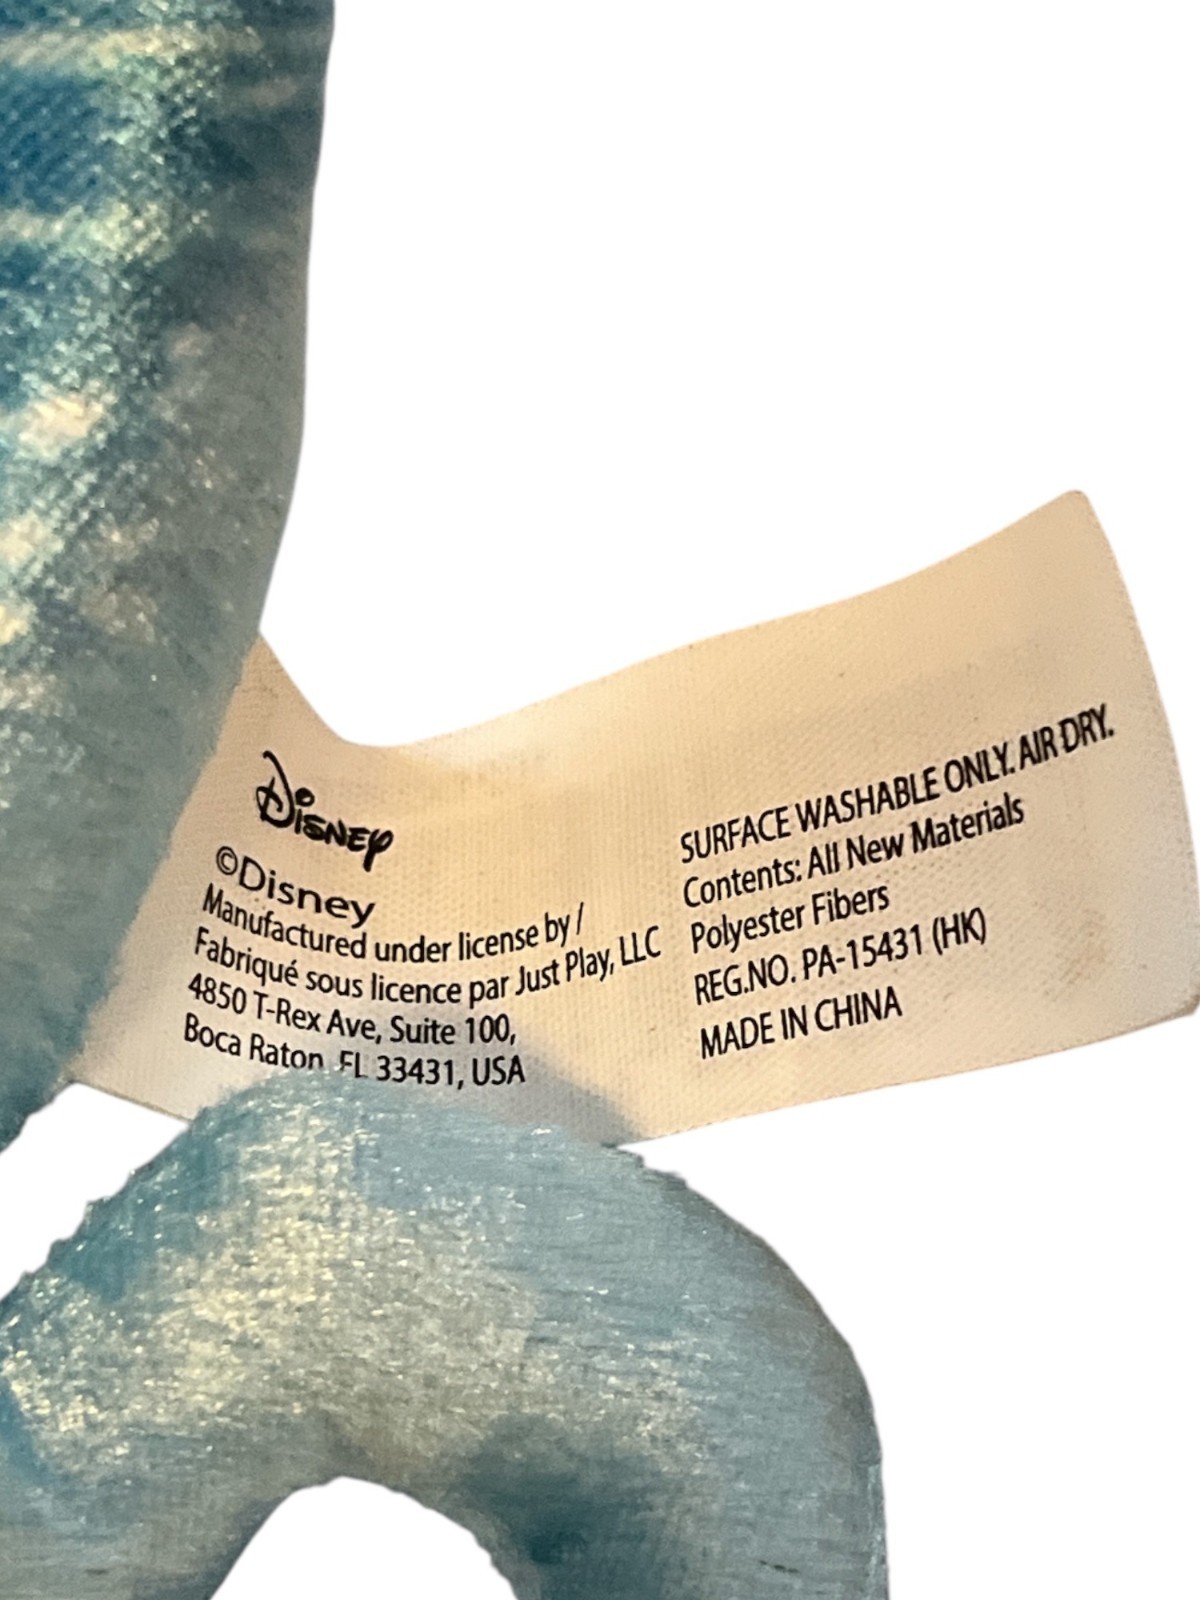 Disney
©Disney
Manufactured under license by /
Fabriqué sous licence par Just Play, LLC
4850 T-Rex Ave, Suite 100,
Boca Raton, FL 33431, USA
SURFACE WASHABLE ONLY. AIR DRY.
Contents: All New Materials
Polyester Fibers
REG.NO. PA-15431 (HK)
MADE IN CHINA